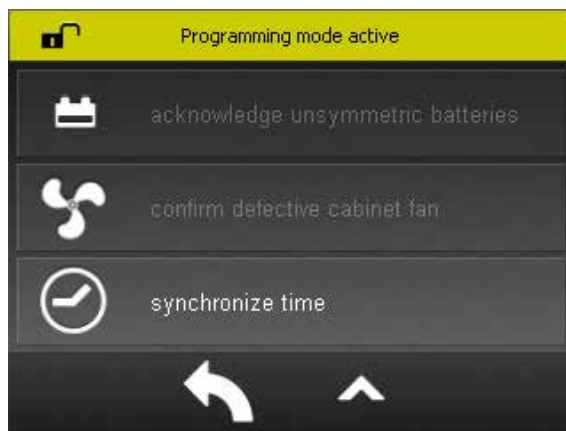 Programming mode active
acknowledge unsymmetric batteries
confirm defective cabinet fan
synchronize time